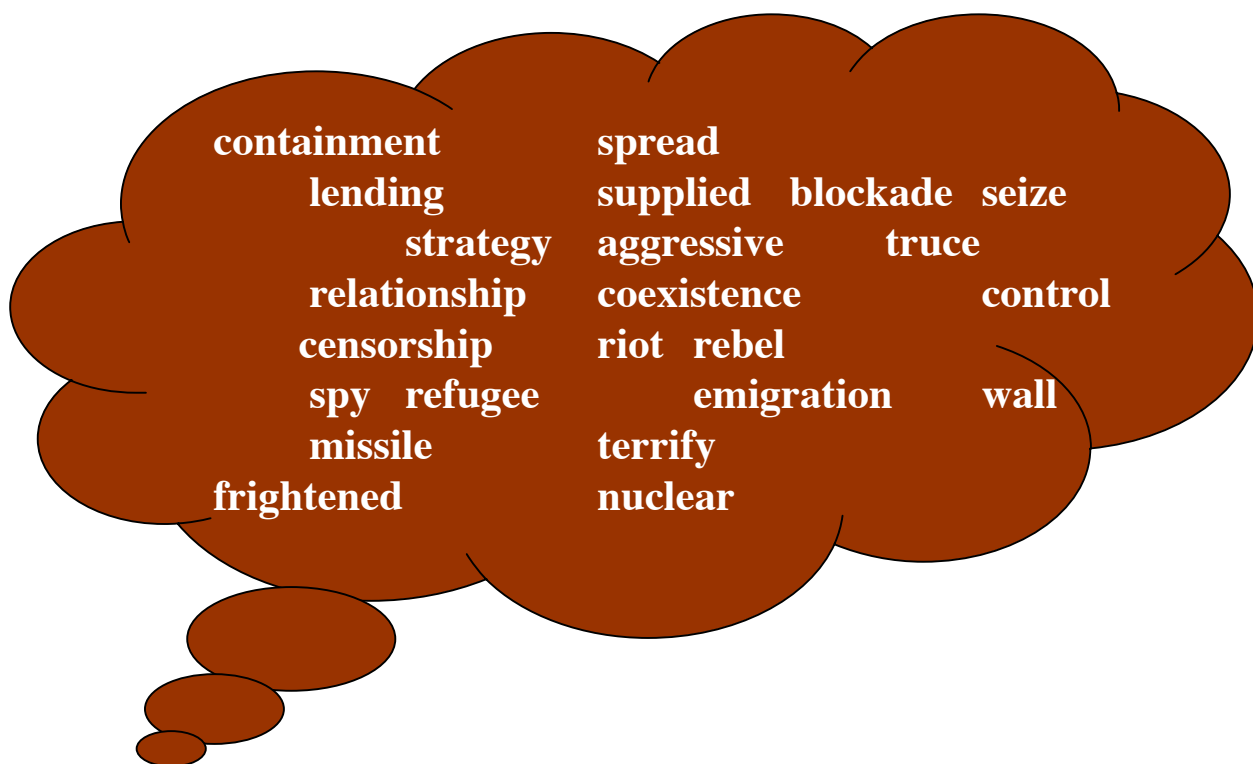 containment spread
lending supplied blockade seize
strategy aggressive truce
relationship coexistence control
censorship riot rebel
spy refugee emigration wall
missile terrify
frightened nuclear